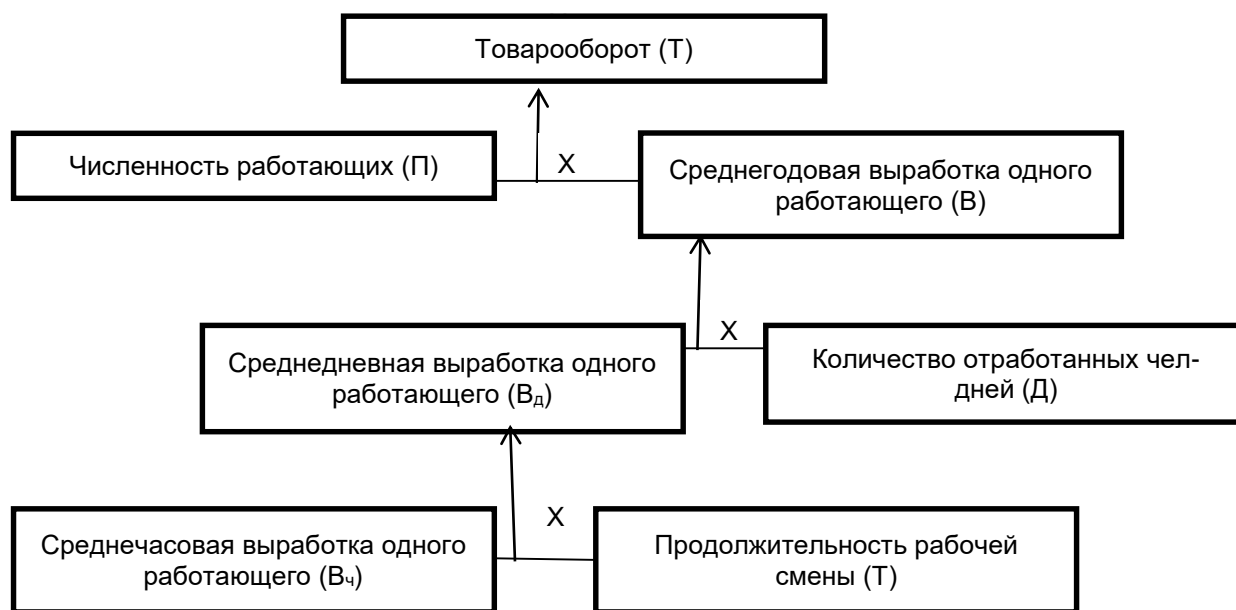 Товарооборот (Т)
Численность работающих (П)
Х
Среднегодовая выработка одного
работающего (В)
Среднедневная выработка одного
работающего (Вд)
Х
Количество отработанных чел-
дней (Д)
Среднечасовая выработка одного
работающего (Вч)
Х
Продолжительность рабочей
смены (Т)